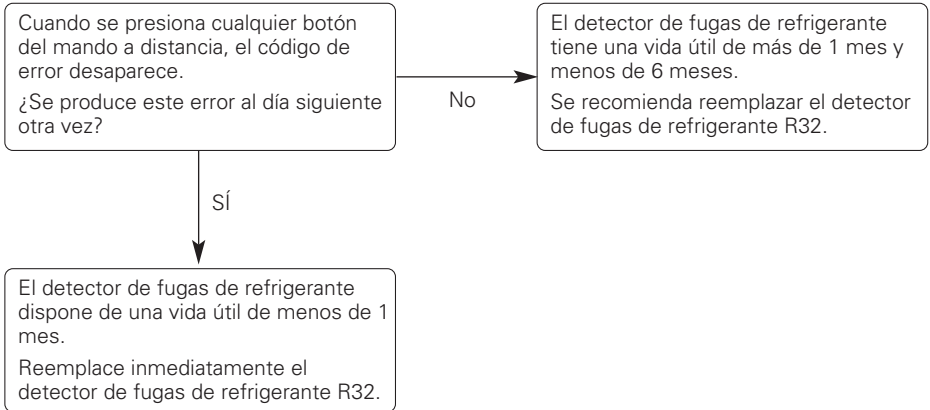 Cuando se presiona cualquier botón
del mando a distancia, el código de
error desaparece.
¿Se produce este error al día siguiente
otra vez?
No
El detector de fugas de refrigerante
tiene una vida útil de más de 1 mes y
menos de 6 meses.
Se recomienda reemplazar el detector
de fugas de refrigerante R32.
SÍ
El detector de fugas de refrigerante
dispone de una vida útil de menos de 1
mes.
Reemplace inmediatamente el
detector de fugas de refrigerante R32.